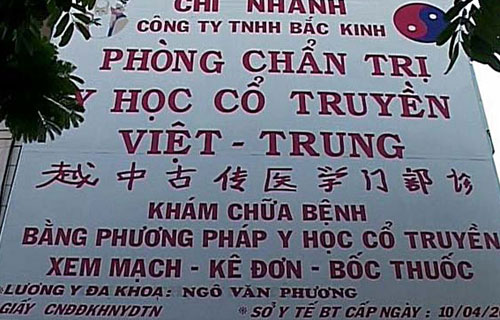 CHI NHÁNH
CÔNG TY TNHH BẮC KINH
PHÒNG CHẨN TRỊ
Y HỌC CỔ TRUYỀN
VIỆT - TRUNG
越中古传医学门部诊
KHÁM CHỮA BỆNH
BẰNG PHƯƠNG PHÁP Y HỌC CỔ TRUYỀN
XEM MẠCH - KÊ ĐƠN - BỐC THUỐC
*LƯƠNG Y ĐA KHOA: NGÔ VĂN PHƯƠNG
GIẤY CNĐĐKHNYDTN * SỞ Y TẾ BT CẤP NGÀY : 10/04/2